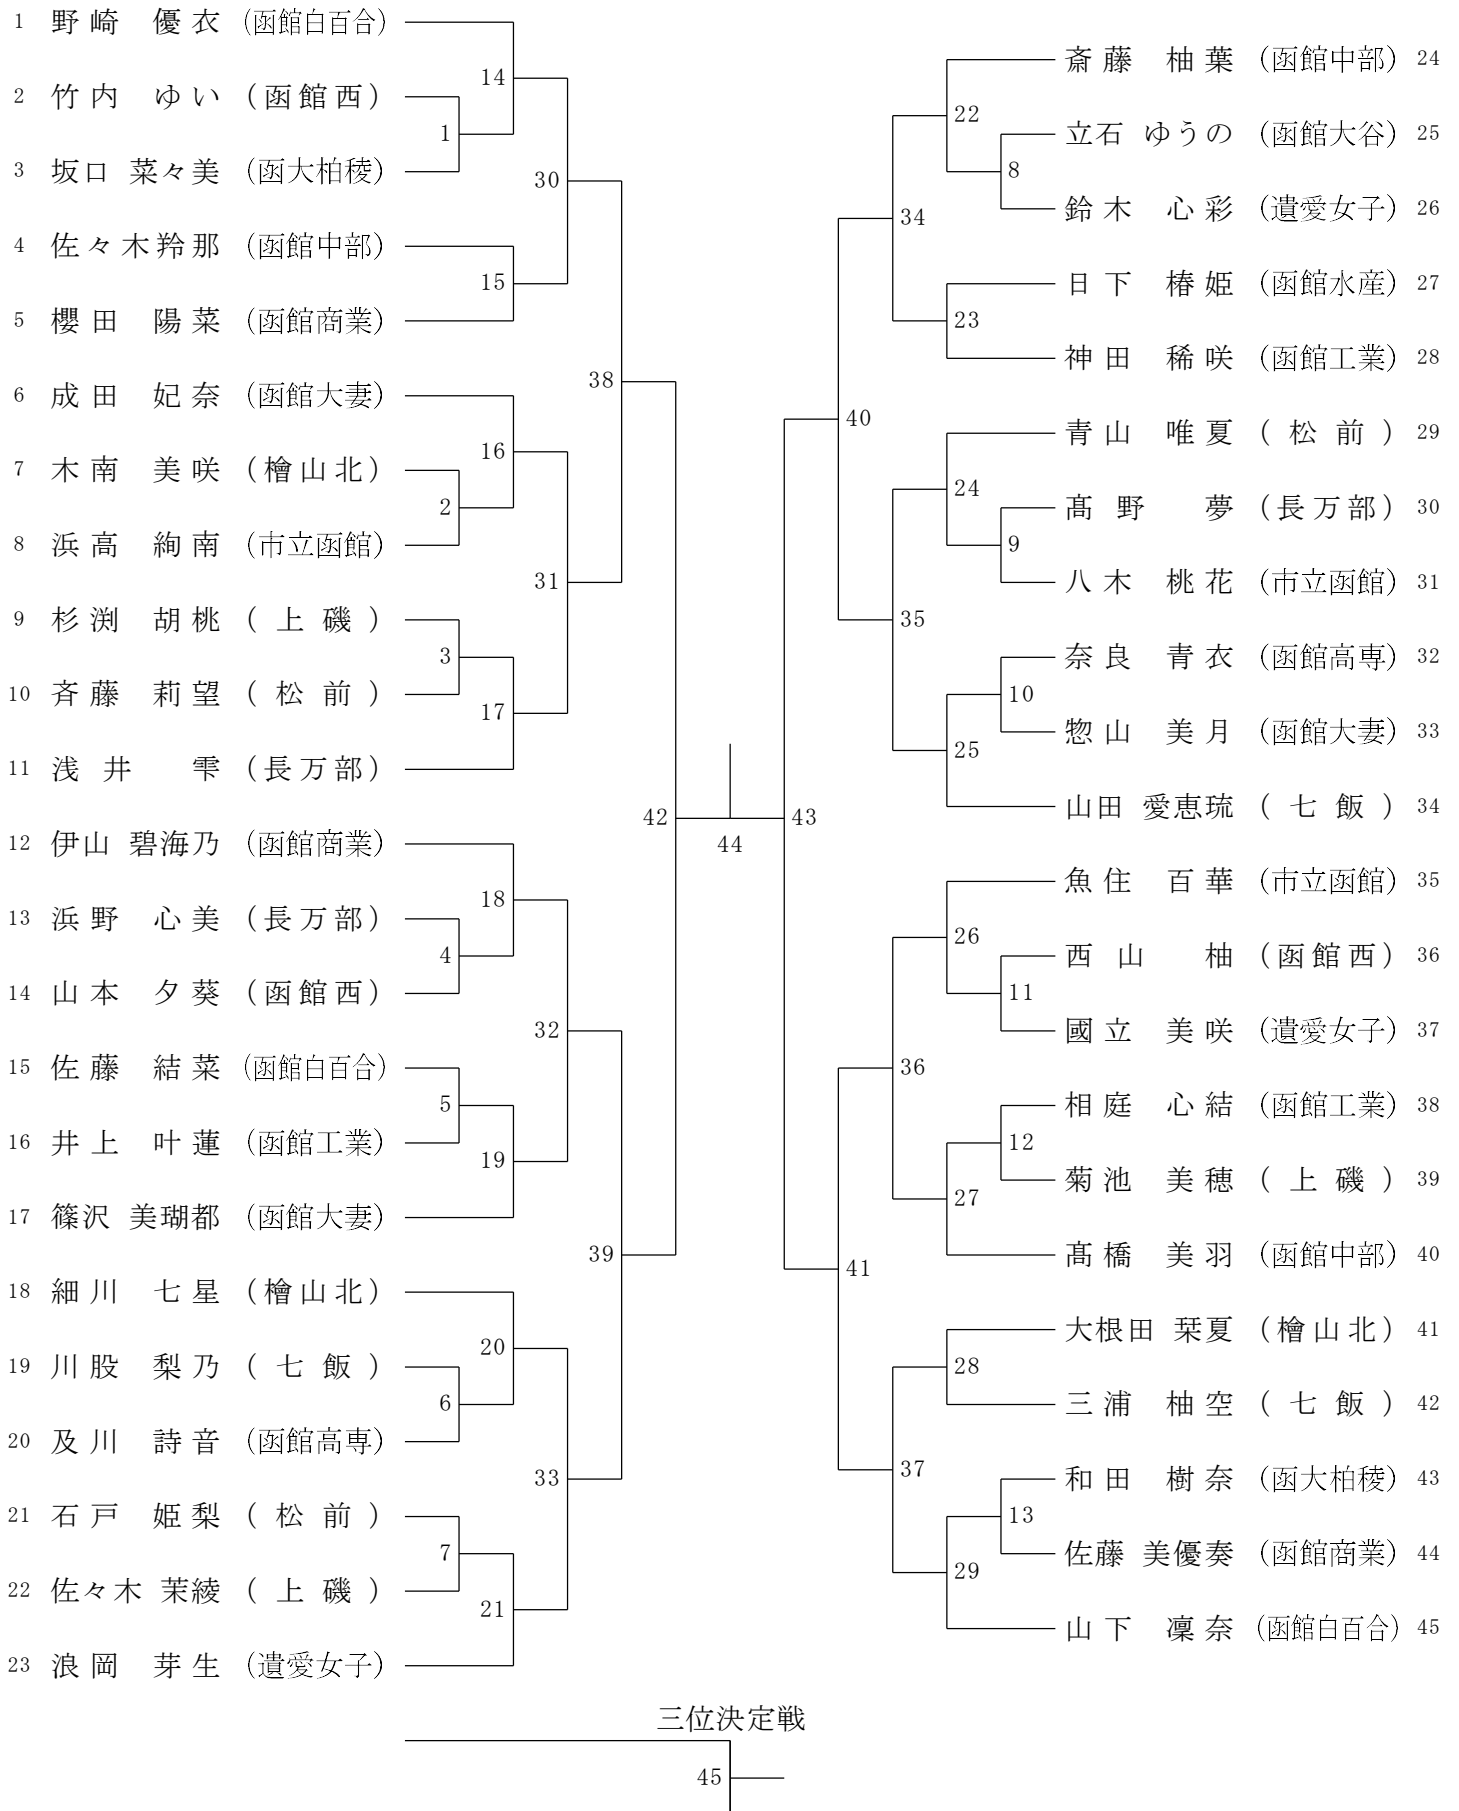 1 野崎 優衣 (函館白百合)
2 竹内 ゆい (函館西)
3 坂口 菜々美 (函大柏稜)
4 佐々木羚那 (函館中部)
5 櫻田 陽菜 (函館商業)
6 成田 妃奈 (函館大妻)
7 木南 美咲 (檜山北)
8 浜高 絢南 (市立函館)
9 杉渕 胡桃 (上磯)
10 斉藤 莉望 (松前)
11 浅井 雫 (長万部)
12 伊山 碧海乃 (函館商業)
13 浜野 心美 (長万部)
14 山本 夕葵 (函館西)
15 佐藤 結菜 (函館白百合)
16 井上 叶蓮 (函館工業)
17 篠沢 美瑚都 (函館大妻)
18 細川 七星 (檜山北)
19 川股 梨乃 (七飯)
20 及川 詩音 (函館高専)
21 石戸 姫梨 (松前)
22 佐々木 茉綾 (上磯)
23 浪岡 芽生 (遺愛女子)
1
2
3
4
5
6
7
14
15
16
17
18
19
20
21
30
31
32
33
38
39
42
44
43
40
41
34
35
36
37
22
23
24
25
26
27
28
29
8
9
10
11
12
13
斎藤 柚葉 (函館中部) 24
立石 ゆうの (函館大谷) 25
鈴木 心彩 (遺愛女子) 26
日下 椿姫 (函館水産) 27
神田 稀咲 (函館工業) 28
青山 唯夏 (松前) 29
髙野 夢 (長万部) 30
八木 桃花 (市立函館) 31
奈良 青衣 (函館高専) 32
惣山 美月 (函館大妻) 33
山田 愛恵琉 (七飯) 34
魚住 百華 (市立函館) 35
西山 柚 (函館西) 36
國立 美咲 (遺愛女子) 37
相庭 心結 (函館工業) 38
菊池 美穂 (上磯) 39
髙橋 美羽 (函館中部) 40
大根田 栞夏 (檜山北) 41
三浦 柚空 (七飯) 42
和田 樹奈 (函大柏稜) 43
佐藤 美優奏 (函館商業) 44
山下 凜奈 (函館白百合) 45
三位決定戦
45